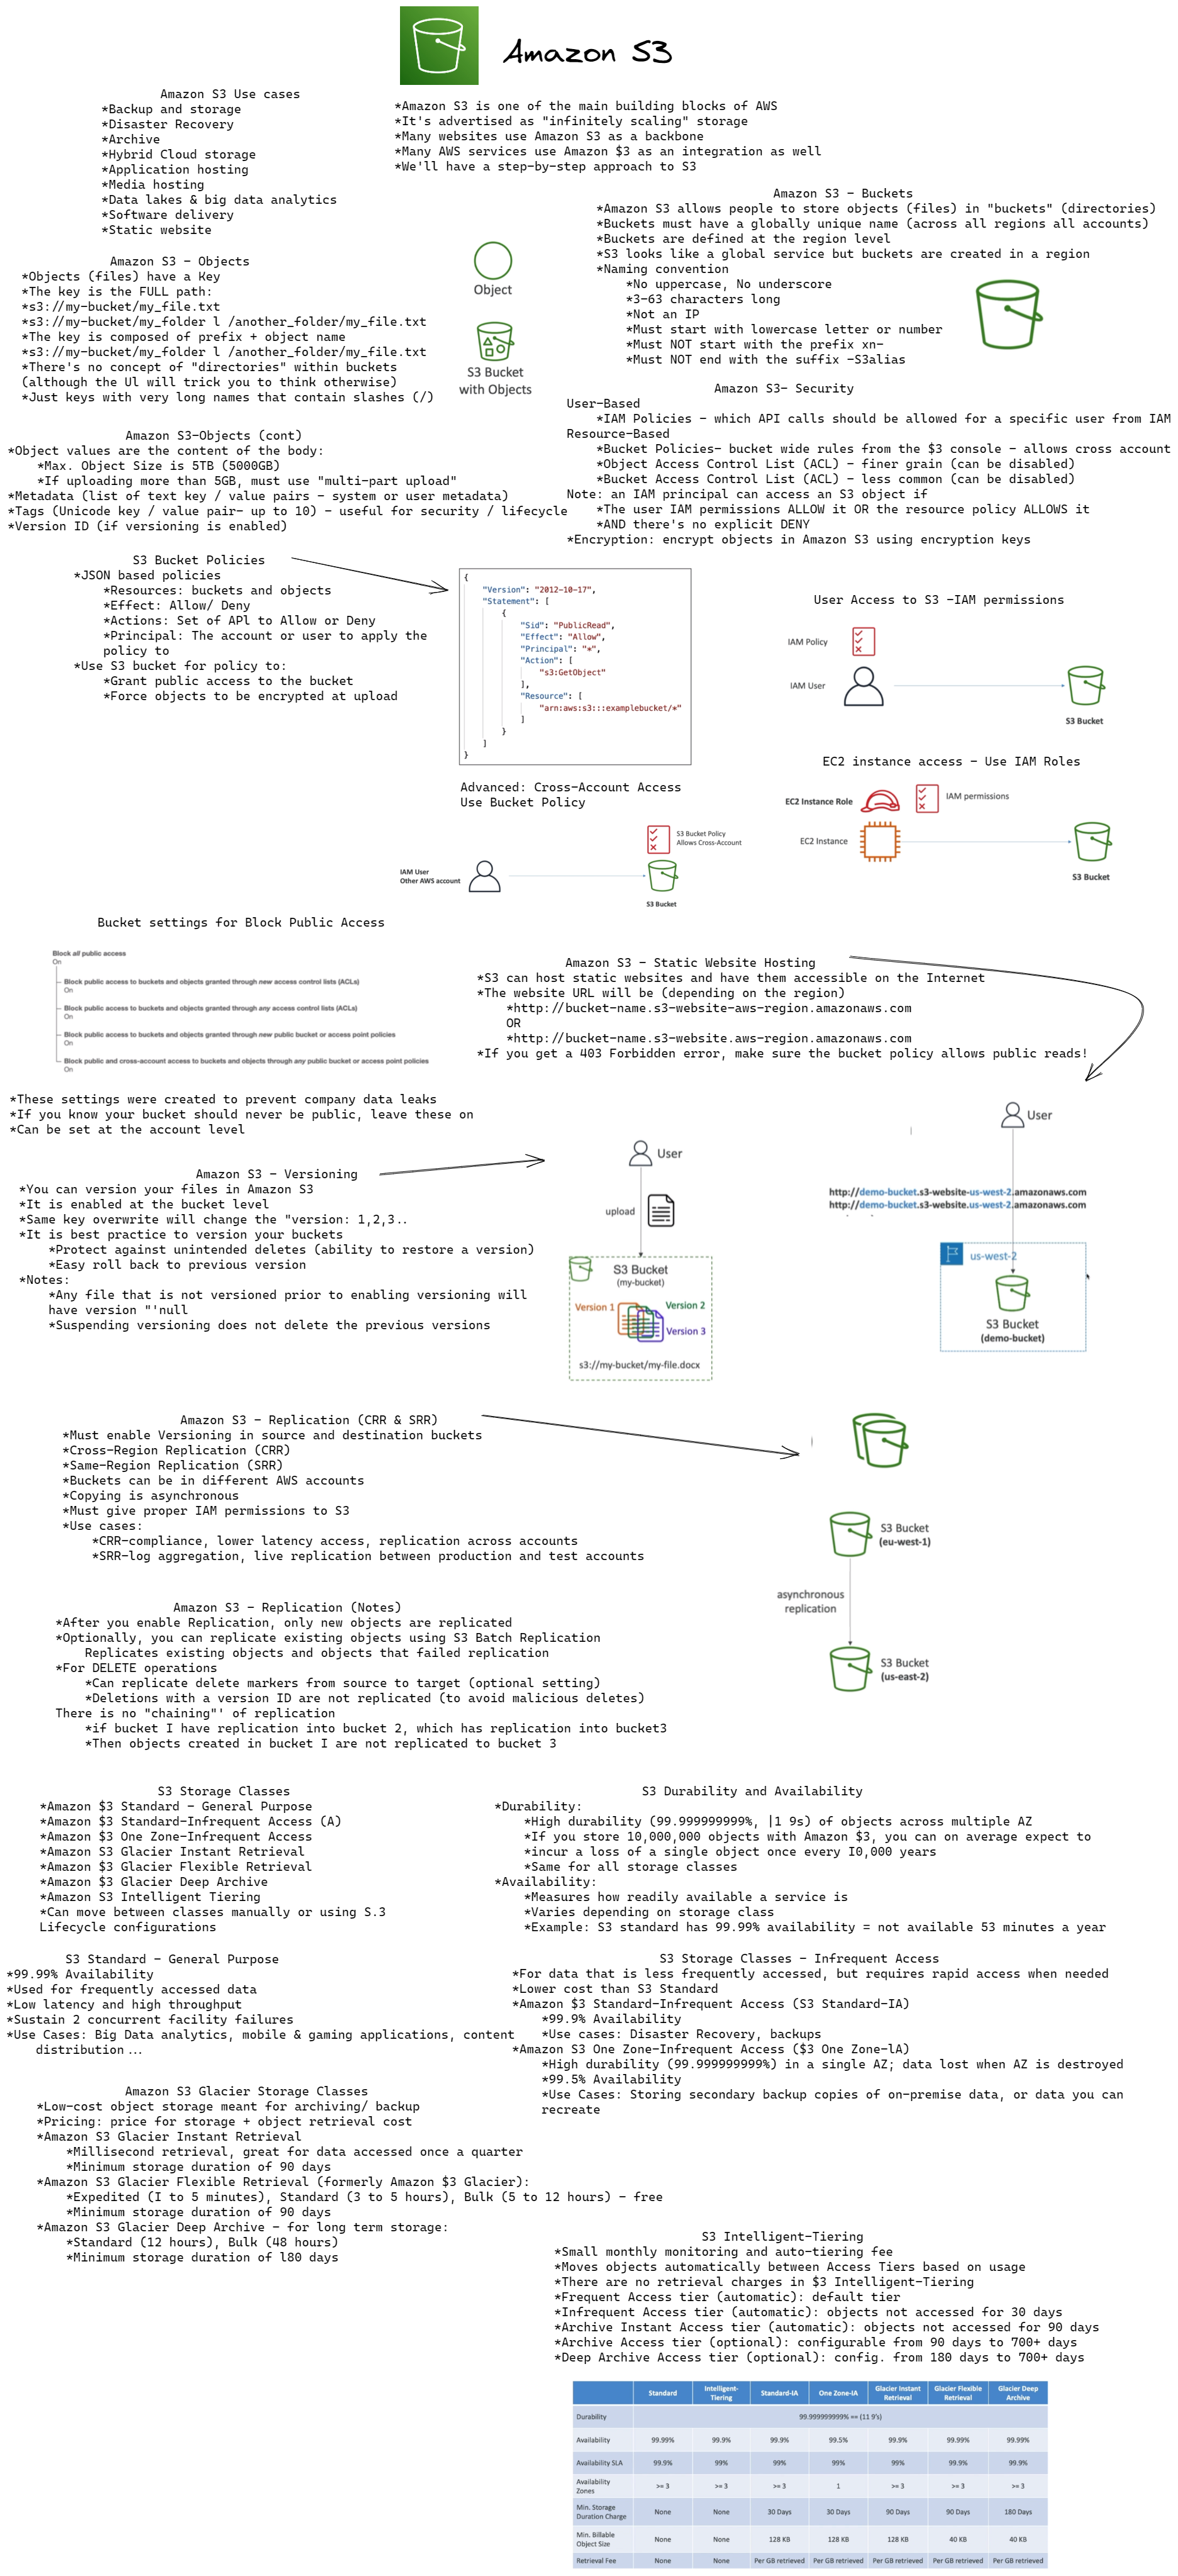 Amazon S3
Amazon S3 Use cases
*Backup and storage
*Disaster Recovery
*Archive
*Hybrid Cloud storage
*Application hosting
*Media hosting
*Data lakes & big data analytics
*Software delivery
*Static website
*Amazon S3 is one of the main building blocks of AWS
*It's advertised as "infinitely scaling" storage
*Many websites use Amazon S3 as a backbone
*Many AWS services use Amazon $3 as an integration as well
*We'll have a step-by-step approach to S3
Amazon S3 - Buckets
*Amazon S3 allows people to store objects (files) in "buckets" (directories)
*Buckets must have a globally unique name (across all regions all accounts)
*Buckets are defined at the region level
*S3 looks like a global service but buckets are created in a region
*Naming convention
*No uppercase, No underscore
*3-63 characters long
*Not an IP
*Must start with lowercase letter or number
*Must NOT start with the prefix xn-
*Must NOT end with the suffix -S3alias
Amazon S3 - Objects
*Objects (files) have a Key
*The key is the FULL path:
*s3://my-bucket/my_file.txt
*s3://my-bucket/my_folder l /another_folder/my_file.txt
*The key is composed of prefix + object name
*s3://my-bucket/my_folder l /another_folder/my_file.txt
*There's no concept of "directories" within buckets
(although the Ul will trick you to think otherwise)
*Just keys with very long names that contain slashes (/)
Object
S3 Bucket
with Objects
Amazon S3- Security
User-Based
*IAM Policies - which API calls should be allowed for a specific user from IAM
Resource-Based
*Bucket Policies- bucket wide rules from the $3 console - allows cross account
*Object Access Control List (ACL) - finer grain (can be disabled)
*Bucket Access Control List (ACL) - less common (can be disabled)
Note: an IAM principal can access an S3 object if
*The user IAM permissions ALLOW it OR the resource policy ALLOWS it
*AND there's no explicit DENY
*Encryption: encrypt objects in Amazon S3 using encryption keys
Amazon S3-Objects (cont)
*Object values are the content of the body:
*Max. Object Size is 5TB (5000GB)
*If uploading more than 5GB, must use "multi-part upload"
*Metadata (list of text key / value pairs - system or user metadata)
*Tags (Unicode key / value pair- up to 10) - useful for security / lifecycle
*Version ID (if versioning is enabled)
S3 Bucket Policies
*JSON based policies
*Resources: buckets and objects
*Effect: Allow/ Deny
*Actions: Set of APl to Allow or Deny
*Principal: The account or user to apply the
policy to
*Use S3 bucket for policy to:
*Grant public access to the bucket
*Force objects to be encrypted at upload
{
"Version": "2012-10-17",
"Statement": [
{
"Sid": "PublicRead",
"Effect": "Allow",
"Principal": "*",
"Action": [
"s3:GetObject"
],
"Resource": [
"arn:aws:s3:::examplebucket/*"
]
}
]
}
User Access to S3 -IAM permissions
IAM Policy
IAM User
S3 Bucket
EC2 instance access - Use IAM Roles
EC2 Instance Role
IAM permissions
EC2 Instance
S3 Bucket
Advanced: Cross-Account Access
Use Bucket Policy
S3 Bucket Policy
Allows Cross-Account
IAM User
Other AWS account
S3 Bucket
Bucket settings for Block Public Access
Block all public access
On
Block public access to buckets and objects granted through new access control lists (ACLs)
On
Block public access to buckets and objects granted through any access control lists (ACLs)
On
Block public access to buckets and objects granted through new public bucket or access point policies
On
Block public and cross-account access to buckets and objects through any public bucket or access point policies
On
*These settings were created to prevent company data leaks
*If you know your bucket should never be public, leave these on
*Can be set at the account level
Amazon S3 - Static Website Hosting
*S3 can host static websites and have them accessible on the Internet
*The website URL will be (depending on the region)
*http://bucket-name.s3-website-aws-region.amazonaws.com
OR
*http://bucket-name.s3-website.aws-region.amazonaws.com
*If you get a 403 Forbidden error, make sure the bucket policy allows public reads!
User
http://demo-bucket.s3-website-us-west-2.amazonaws.com
http://demo-bucket.s3-website.us-west-2.amazonaws.com
us-west-2
S3 Bucket
(demo-bucket)
Amazon S3 - Versioning
*You can version your files in Amazon S3
*It is enabled at the bucket level
*Same key overwrite will change the "version: 1,2,3..
*It is best practice to version your buckets
*Protect against unintended deletes (ability to restore a version)
*Easy roll back to previous version
*Notes:
*Any file that is not versioned prior to enabling versioning will
have version "'null
*Suspending versioning does not delete the previous versions
User
upload
S3 Bucket
(my-bucket)
Version 1
Version 2
Version 3
s3://my-bucket/my-file.docx
Amazon S3 - Replication (CRR & SRR)
*Must enable Versioning in source and destination buckets
*Cross-Region Replication (CRR)
*Same-Region Replication (SRR)
*Buckets can be in different AWS accounts
*Copying is asynchronous
*Must give proper IAM permissions to S3
*Use cases:
*CRR-compliance, lower latency access, replication across accounts
*SRR-log aggregation, live replication between production and test accounts
S3 Bucket
(eu-west-1)
asynchronous
replication
S3 Bucket
(us-east-2)
Amazon S3 - Replication (Notes)
*After you enable Replication, only new objects are replicated
*Optionally, you can replicate existing objects using S3 Batch Replication
Replicates existing objects and objects that failed replication
*For DELETE operations
*Can replicate delete markers from source to target (optional setting)
*Deletions with a version ID are not replicated (to avoid malicious deletes)
There is no "chaining"' of replication
*if bucket I have replication into bucket 2, which has replication into bucket3
*Then objects created in bucket I are not replicated to bucket 3
S3 Storage Classes
*Amazon $3 Standard - General Purpose
*Amazon $3 Standard-Infrequent Access (A)
*Amazon $3 One Zone-Infrequent Access
*Amazon S3 Glacier Instant Retrieval
*Amazon $3 Glacier Flexible Retrieval
*Amazon $3 Glacier Deep Archive
*Amazon S3 Intelligent Tiering
*Can move between classes manually or using S.3
Lifecycle configurations
S3 Durability and Availability
*Durability:
*High durability (99.999999999%, |1 9s) of objects across multiple AZ
*If you store 10,000,000 objects with Amazon $3, you can on average expect to
*incur a loss of a single object once every I0,000 years
*Same for all storage classes
*Availability:
*Measures how readily available a service is
*Varies depending on storage class
*Example: S3 standard has 99.99% availability = not available 53 minutes a year
S3 Standard - General Purpose
*99.99% Availability
*Used for frequently accessed data
*Low latency and high throughput
*Sustain 2 concurrent facility failures
*Use Cases: Big Data analytics, mobile & gaming applications, content
distribution...
S3 Storage Classes - Infrequent Access
*For data that is less frequently accessed, but requires rapid access when needed
*Lower cost than S3 Standard
*Amazon $3 Standard-Infrequent Access (S3 Standard-IA)
*99.9% Availability
*Use cases: Disaster Recovery, backups
*Amazon S3 One Zone-Infrequent Access ($3 One Zone-lA)
*High durability (99.999999999%) in a single AZ; data lost when AZ is destroyed
*99.5% Availability
*Use Cases: Storing secondary backup copies of on-premise data, or data you can
recreate
Amazon S3 Glacier Storage Classes
*Low-cost object storage meant for archiving/ backup
*Pricing: price for storage + object retrieval cost
*Amazon S3 Glacier Instant Retrieval
*Millisecond retrieval, great for data accessed once a quarter
*Minimum storage duration of 90 days
*Amazon S3 Glacier Flexible Retrieval (formerly Amazon $3 Glacier):
*Expedited (I to 5 minutes), Standard (3 to 5 hours), Bulk (5 to 12 hours) - free
*Minimum storage duration of 90 days
*Amazon S3 Glacier Deep Archive - for long term storage:
*Standard (12 hours), Bulk (48 hours)
*Minimum storage duration of l80 days
S3 Intelligent-Tiering
*Small monthly monitoring and auto-tiering fee
*Moves objects automatically between Access Tiers based on usage
*There are no retrieval charges in $3 Intelligent-Tiering
*Frequent Access tier (automatic): default tier
*Infrequent Access tier (automatic): objects not accessed for 30 days
*Archive Instant Access tier (automatic): objects not accessed for 90 days
*Archive Access tier (optional): configurable from 90 days to 700+ days
*Deep Archive Access tier (optional): config. from 180 days to 700+ days
Standard Intelligent-Tiering Standard-IA One Zone-IA Glacier Instant Retrieval Glacier Flexible Retrieval Glacier Deep Archive
Durability 99.999999999% == (11 9's)
Availability 99.99% 99.9% 99.9% 99.5% 99.9% 99.99% 99.99%
Availability SLA 99.9% 99% 99% 99% 99% 99.9% 99.9%
Availability Zones >= 3 >= 3 >= 3 1 >= 3 >= 3 >= 3
Min. Storage Duration Charge None None 30 Days 30 Days 90 Days 90 Days 180 Days
Min. Billable Object Size None None 128 KB 128 KB 128 KB 40 KB 40 KB
Retrieval Fee None None Per GB retrieved Per GB retrieved Per GB retrieved Per GB retrieved Per GB retrieved